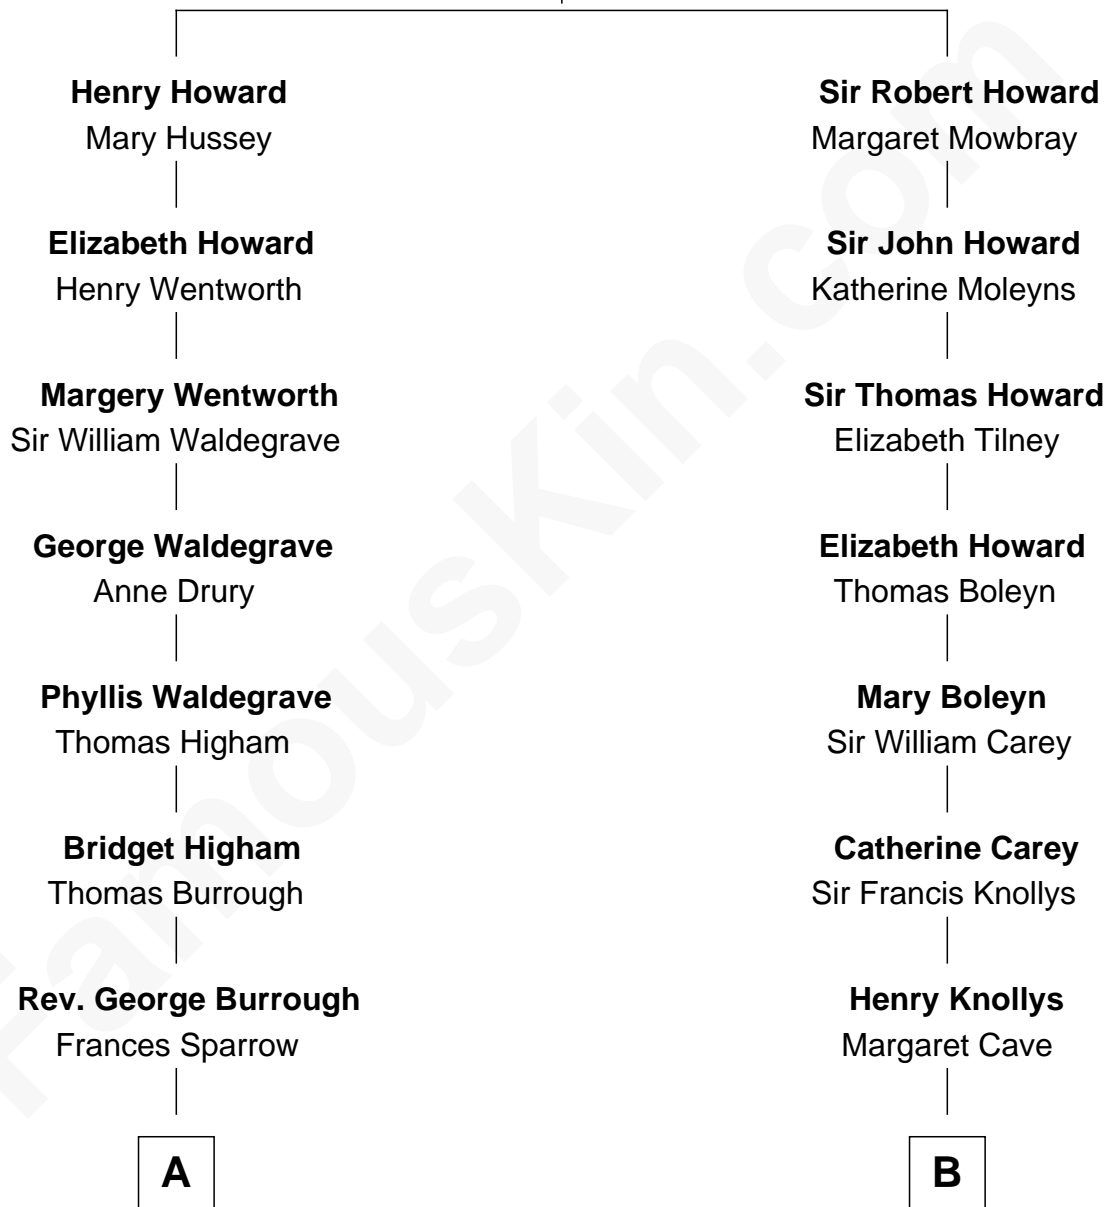 Henry Howard
Mary Hussey
Elizabeth Howard
Henry Wentworth
Margery Wentworth
Sir William Waldegrave
George Waldegrave
Anne Drury
Phyllis Waldegrave
Thomas Higham
Bridget Higham
Thomas Burrough
Rev. George Burrough
Frances Sparrow
A
Sir Robert Howard
Margaret Mowbray
Sir John Howard
Katherine Moleyns
Sir Thomas Howard
Elizabeth Tilney
Elizabeth Howard
Thomas Boleyn
Mary Boleyn
Sir William Carey
Catherine Carey
Sir Francis Knollys
Henry Knollys
Margaret Cave
B
FamousKin.com